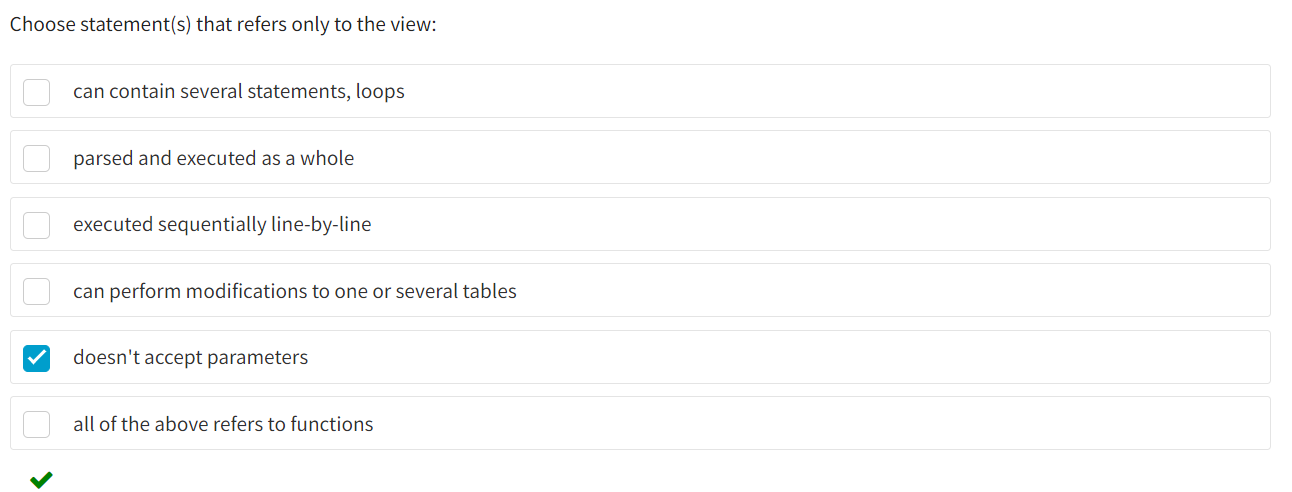 Choose statement(s) that refers only to the view:
can contain several statements, loops
parsed and executed as a whole
executed sequentially line-by-line
can perform modifications to one or several tables
doesn't accept parameters
all of the above refers to functions